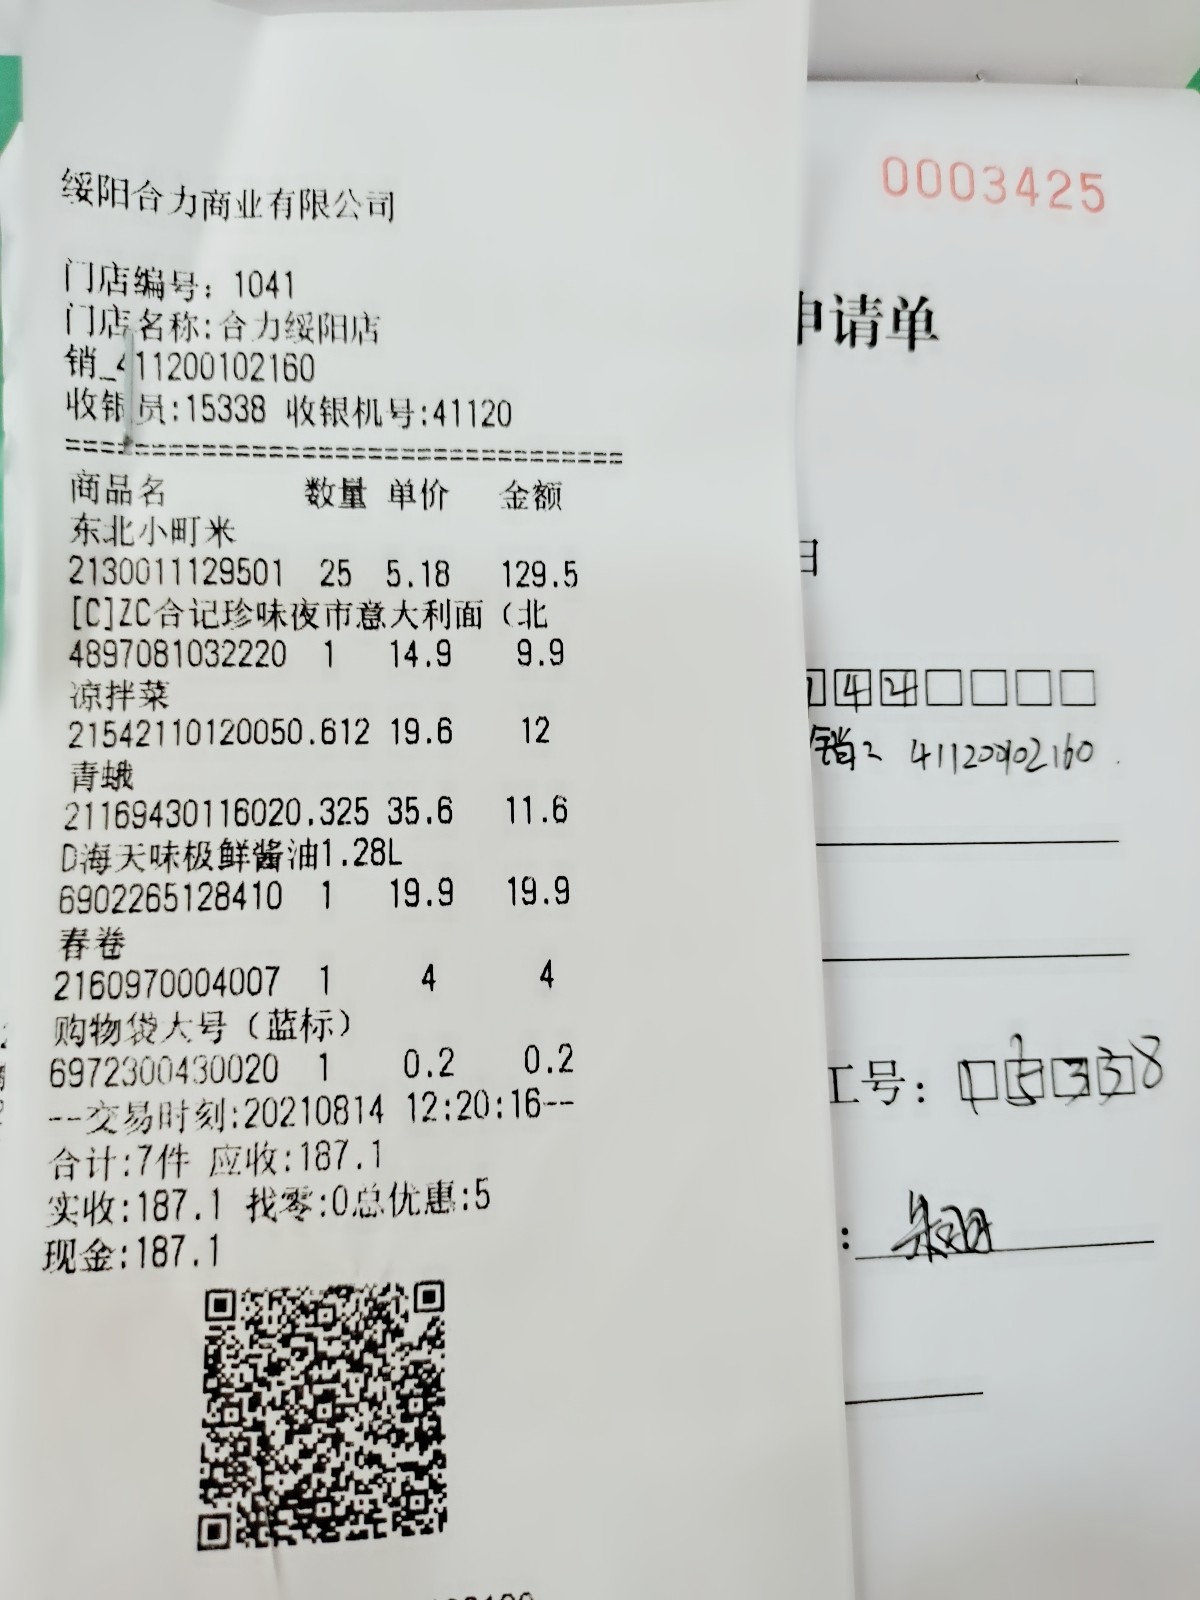 绥阳合力商业有限公司
门店编号: 1041
门店名称:合力绥阳店
销_411200102160
收银员:15338 收银机号:41120
================================
商品名 数量 单价 金额
东北小町米
2130011129501 25 5.18 129.5
[C]ZC合记珍味夜市意大利面（北
4897081032220 1 14.9 9.9
凉拌菜
21542110120050.612 19.6 12
青蛾
21169430116020.325 35.6 11.6
D海天味极鲜酱油1.28L
6902265128410 1 19.9 19.9
春卷
2160970004007 1 4 4
购物袋大号（蓝标）
6972300430020 1 0.2 0.2
--交易时刻:20210814 12:20:16--
合计:7件 应收:187.1
实收:187.1 找零:0总优惠:5
现金:187.1
0003425
申请单
日
销
工号: 15338
: